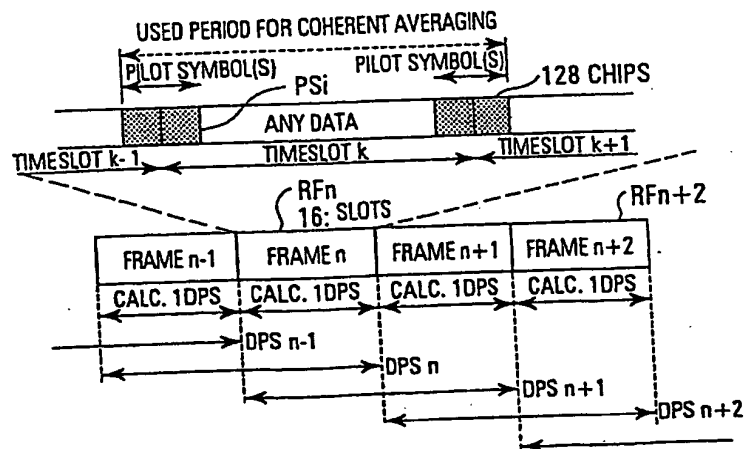 USED PERIOD FOR COHERENT AVERAGING
PILOT SYMBOL(S)
PILOT SYMBOL(S)
PSi
128 CHIPS
ANY DATA
TIMESLOT k-1
TIMESLOT k
TIMESLOT k+1
RFn
16: SLOTS
RFn+2
FRAME n-1
FRAME n
FRAME n+1
FRAME n+2
CALC. 1DPS
CALC. 1DPS
CALC. 1DPS
CALC. 1DPS
DPS n-1
DPS n
DPS n+1
DPS n+2